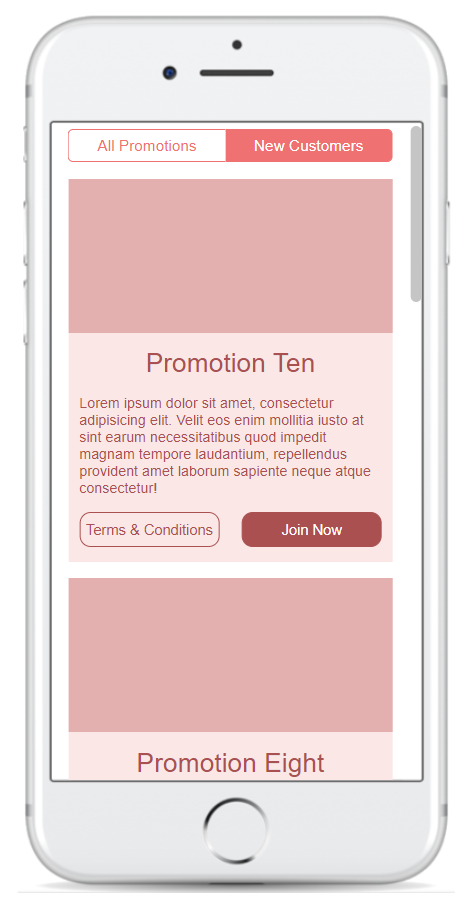 All Promotions New Customers
Promotion Ten
Lorem ipsum dolor sit amet, consectetur
adipisicing elit. Velit eos enim mollitia iusto at
sint earum necessitatibus quod impedit
magnam tempore laudantium, repellendus
provident amet laborum sapiente neque atque
consectetur!
Terms & Conditions Join Now
Promotion Eight